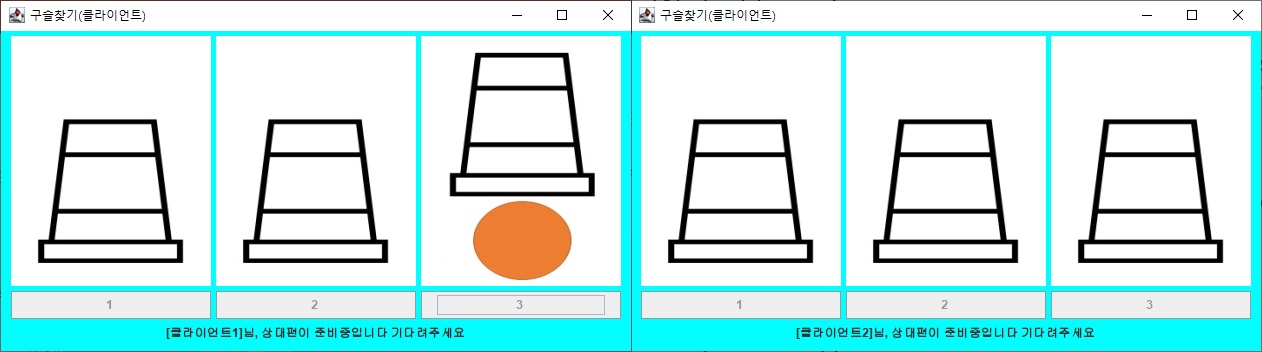 구슬찾기(클라이언트)
1 2 3
[클라이언트1]님, 상대편이 준비중입니다 기다려주세요
구슬찾기(클라이언트)
1 2 3
[클라이언트2]님, 상대편이 준비중입니다 기다려주세요